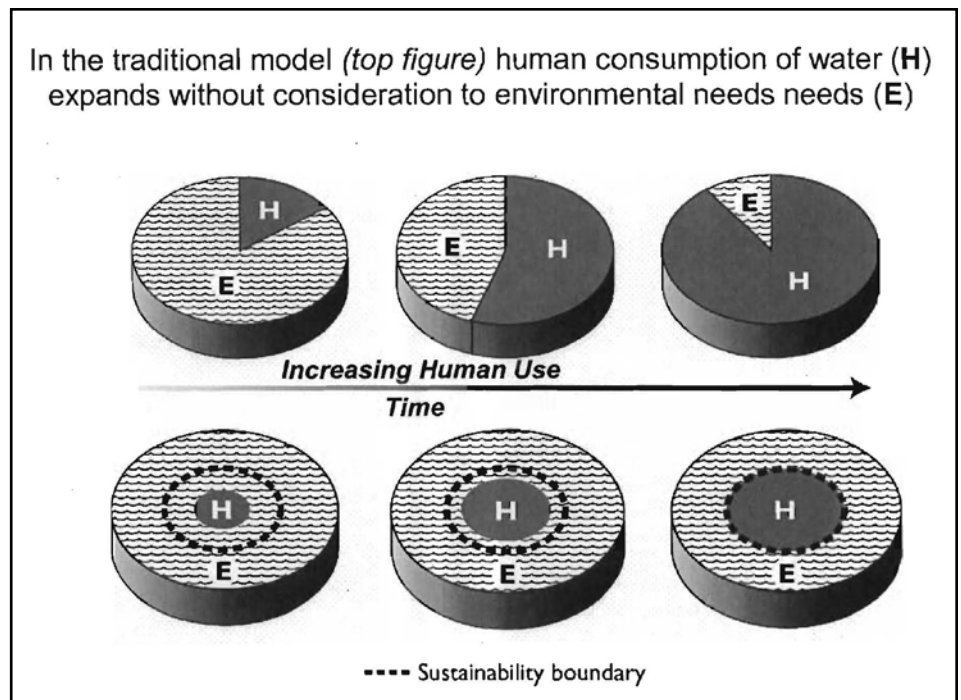 In the traditional model (top figure) human consumption of water (H)
expands without consideration to environmental needs needs (E)
H
E
E
H
E
H
Increasing Human Use
Time
H
E
H
E
H
E
Sustainability boundary